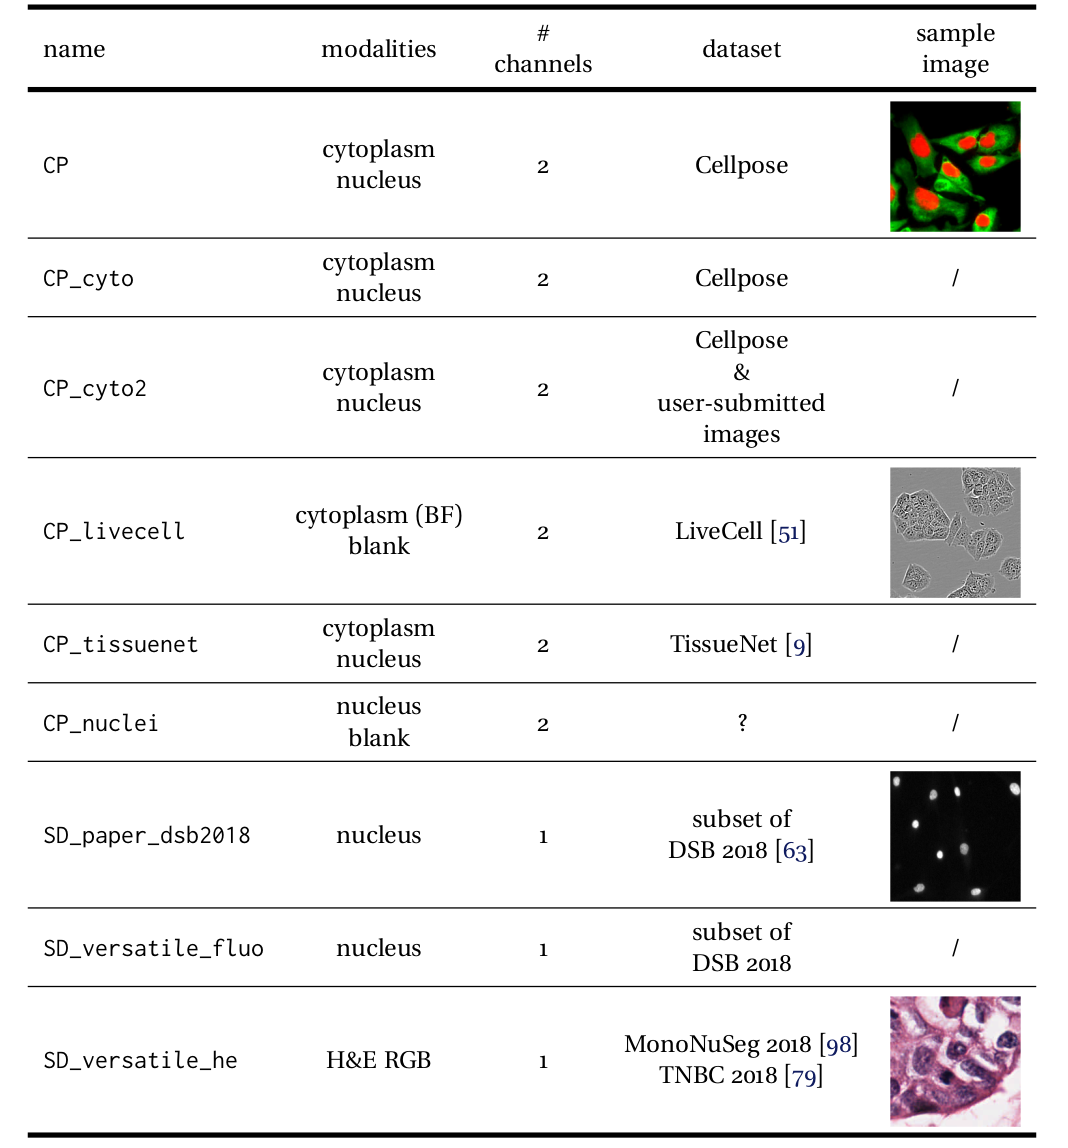 name modalities # channels dataset sample image
CP cytoplasm nucleus 2 Cellpose
CP_cyto cytoplasm nucleus 2 Cellpose /
CP_cyto2 cytoplasm nucleus 2 Cellpose & user-submitted images /
CP_livecell cytoplasm (BF) blank 2 LiveCell [51]
CP_tissuenet cytoplasm nucleus 2 TissueNet [9] /
CP_nuclei nucleus blank 2 ? /
SD_paper_dsb2018 nucleus 1 subset of DSB 2018 [63]
SD_versatile_fluo nucleus 1 subset of DSB 2018 /
SD_versatile_he H&E RGB 1 MonoNuSeg 2018 [98] TNBC 2018 [79]